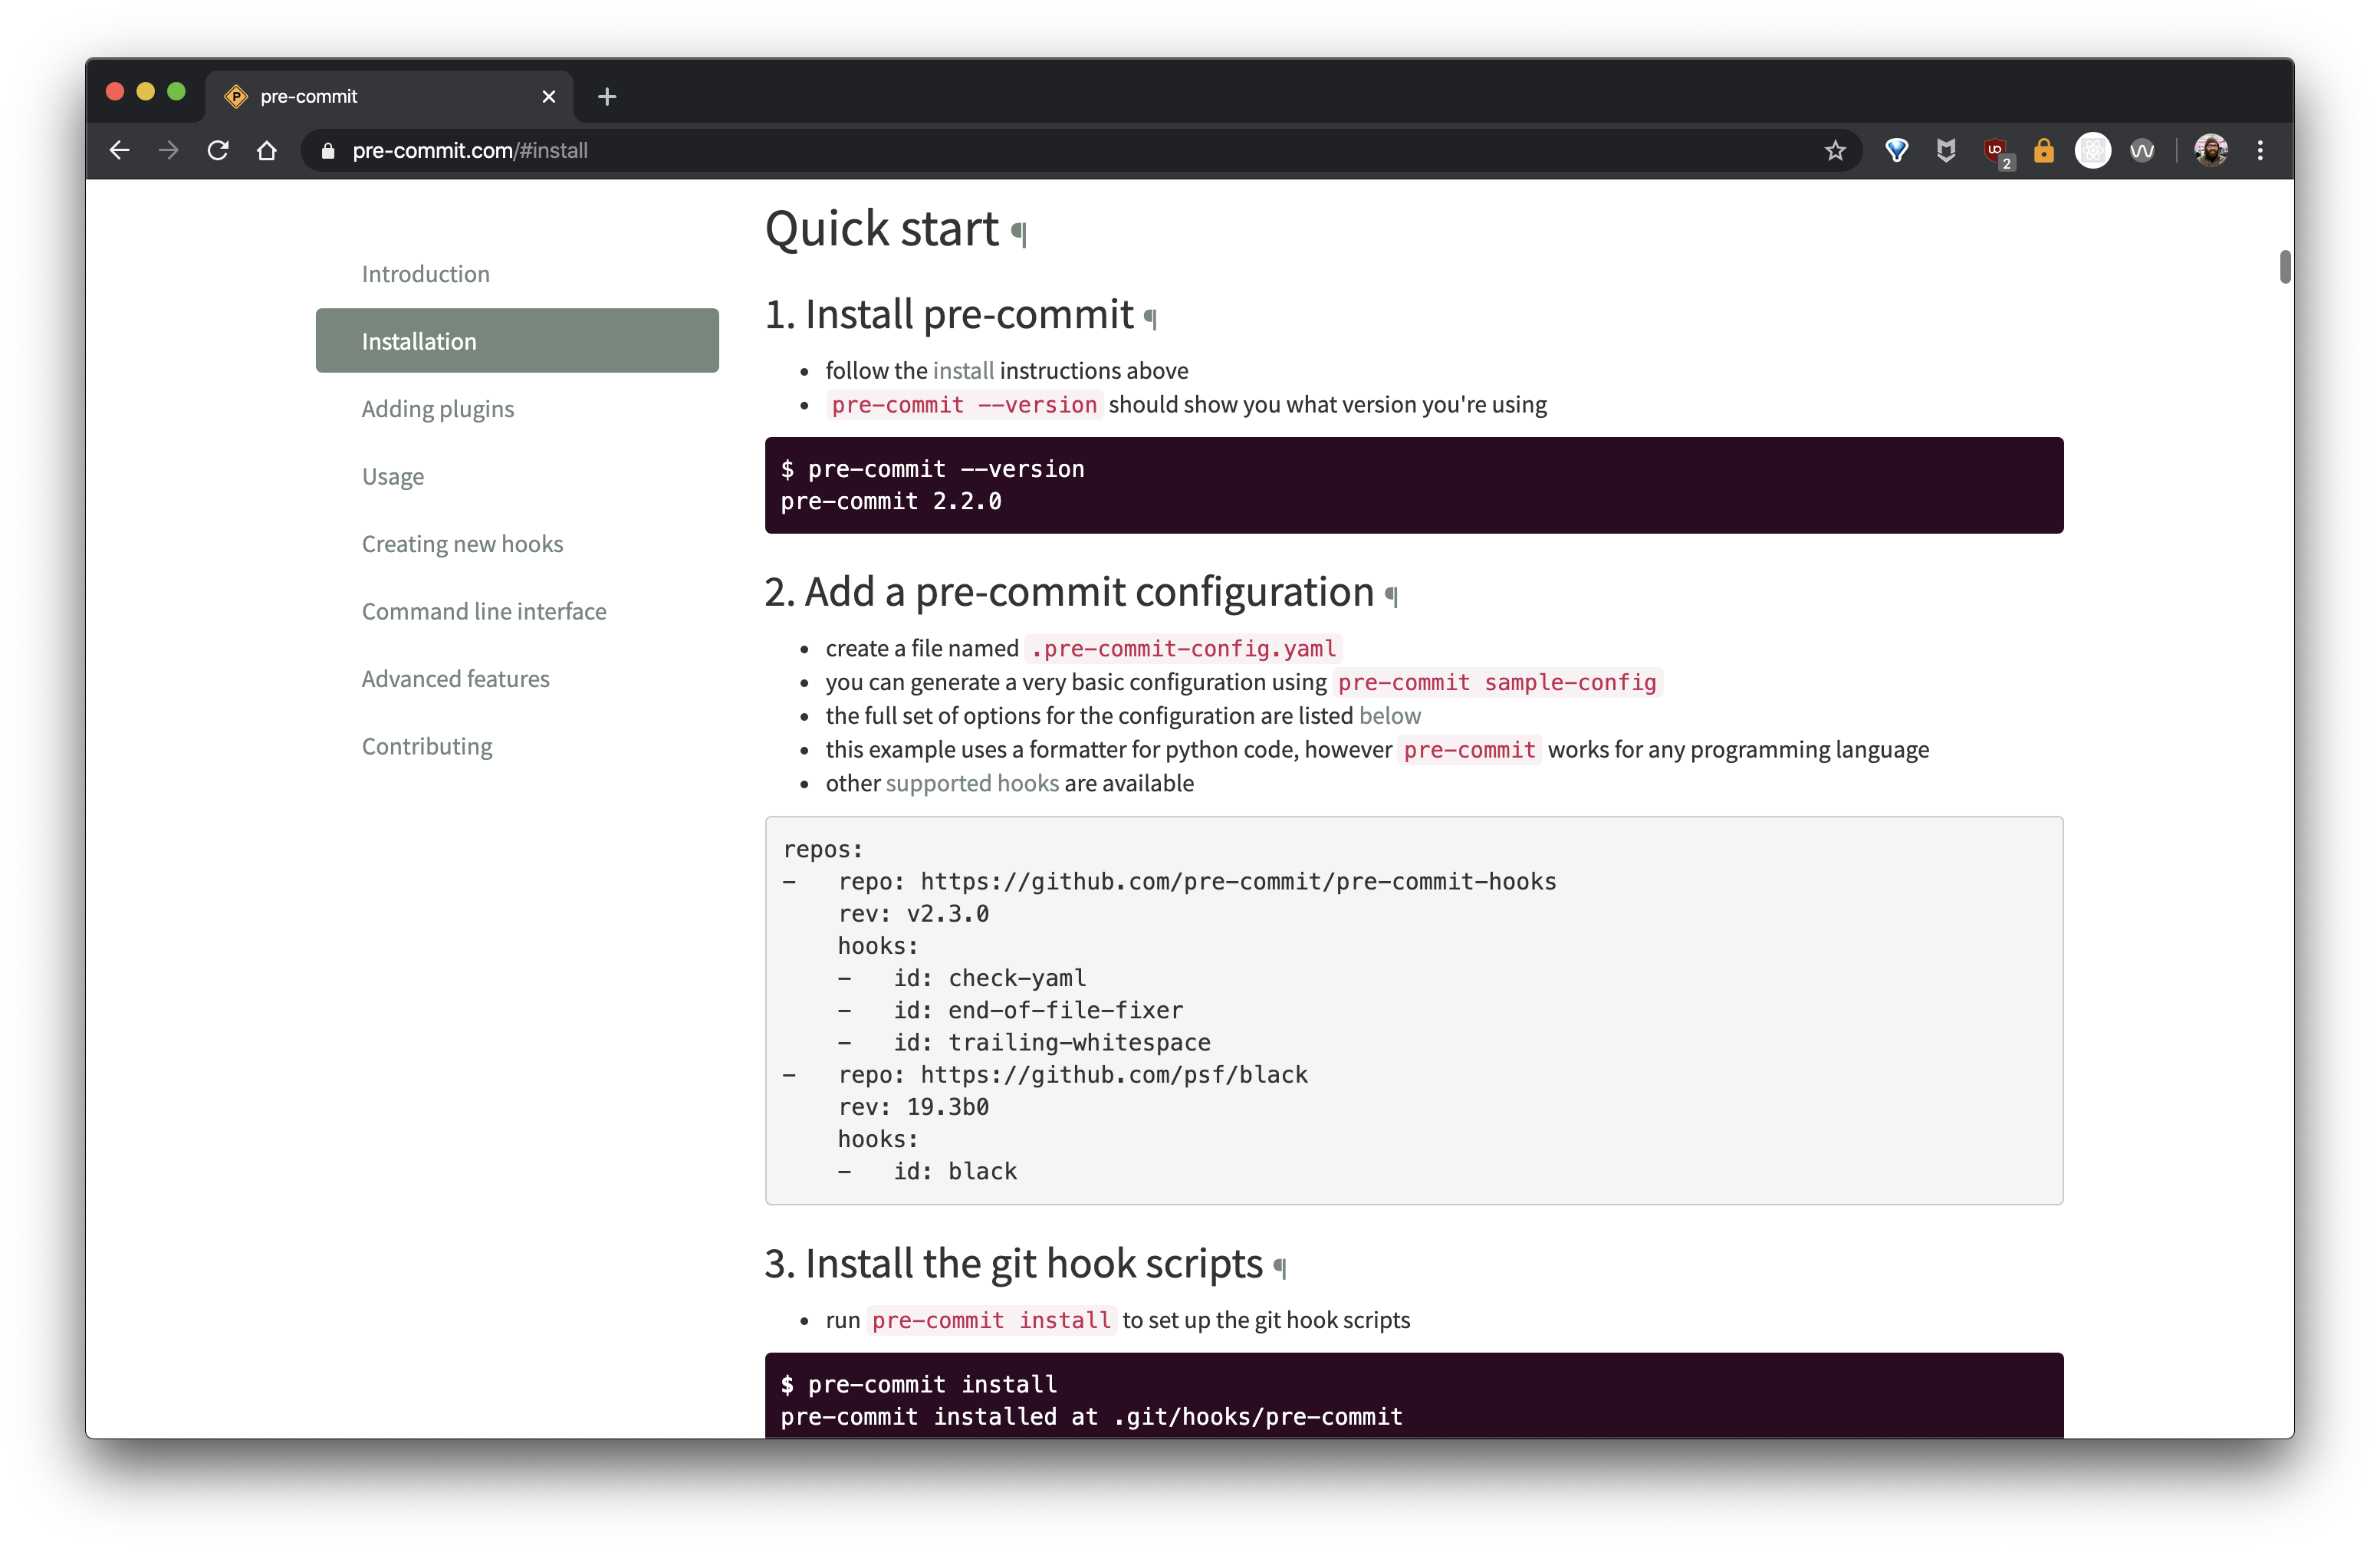 pre-commit
pre-commit.com/#install
2
Introduction
Installation
Adding plugins
Usage
Creating new hooks
Command line interface
Advanced features
Contributing
Quick start ¶
1. Install pre-commit ¶
• follow the install instructions above
• pre-commit --version should show you what version you're using
$ pre-commit --version
pre-commit 2.2.0
2. Add a pre-commit configuration ¶
• create a file named .pre-commit-config.yaml
• you can generate a very basic configuration using pre-commit sample-config
• the full set of options for the configuration are listed below
• this example uses a formatter for python code, however pre-commit works for any programming language
• other supported hooks are available
repos:
-   repo: https://github.com/pre-commit/pre-commit-hooks
    rev: v2.3.0
    hooks:
    -   id: check-yaml
    -   id: end-of-file-fixer
    -   id: trailing-whitespace
-   repo: https://github.com/psf/black
    rev: 19.3b0
    hooks:
    -   id: black
3. Install the git hook scripts ¶
• run pre-commit install to set up the git hook scripts
$ pre-commit install
pre-commit installed at .git/hooks/pre-commit